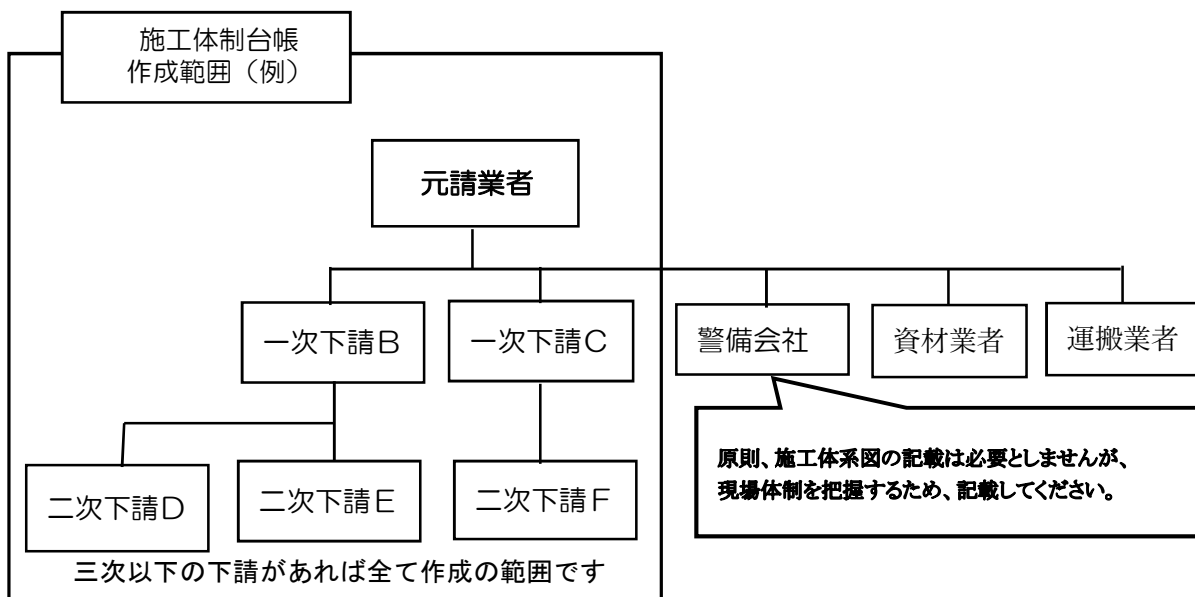 施工体制台帳
作成範囲（例）
元請業者
一次下請B
一次下請C
警備会社
資材業者
運搬業者
原則、施工体系図の記載は必要としませんが、
現場体制を把握するため、記載してください。
二次下請D
二次下請E
二次下請F
三次以下の下請があれば全て作成の範囲です